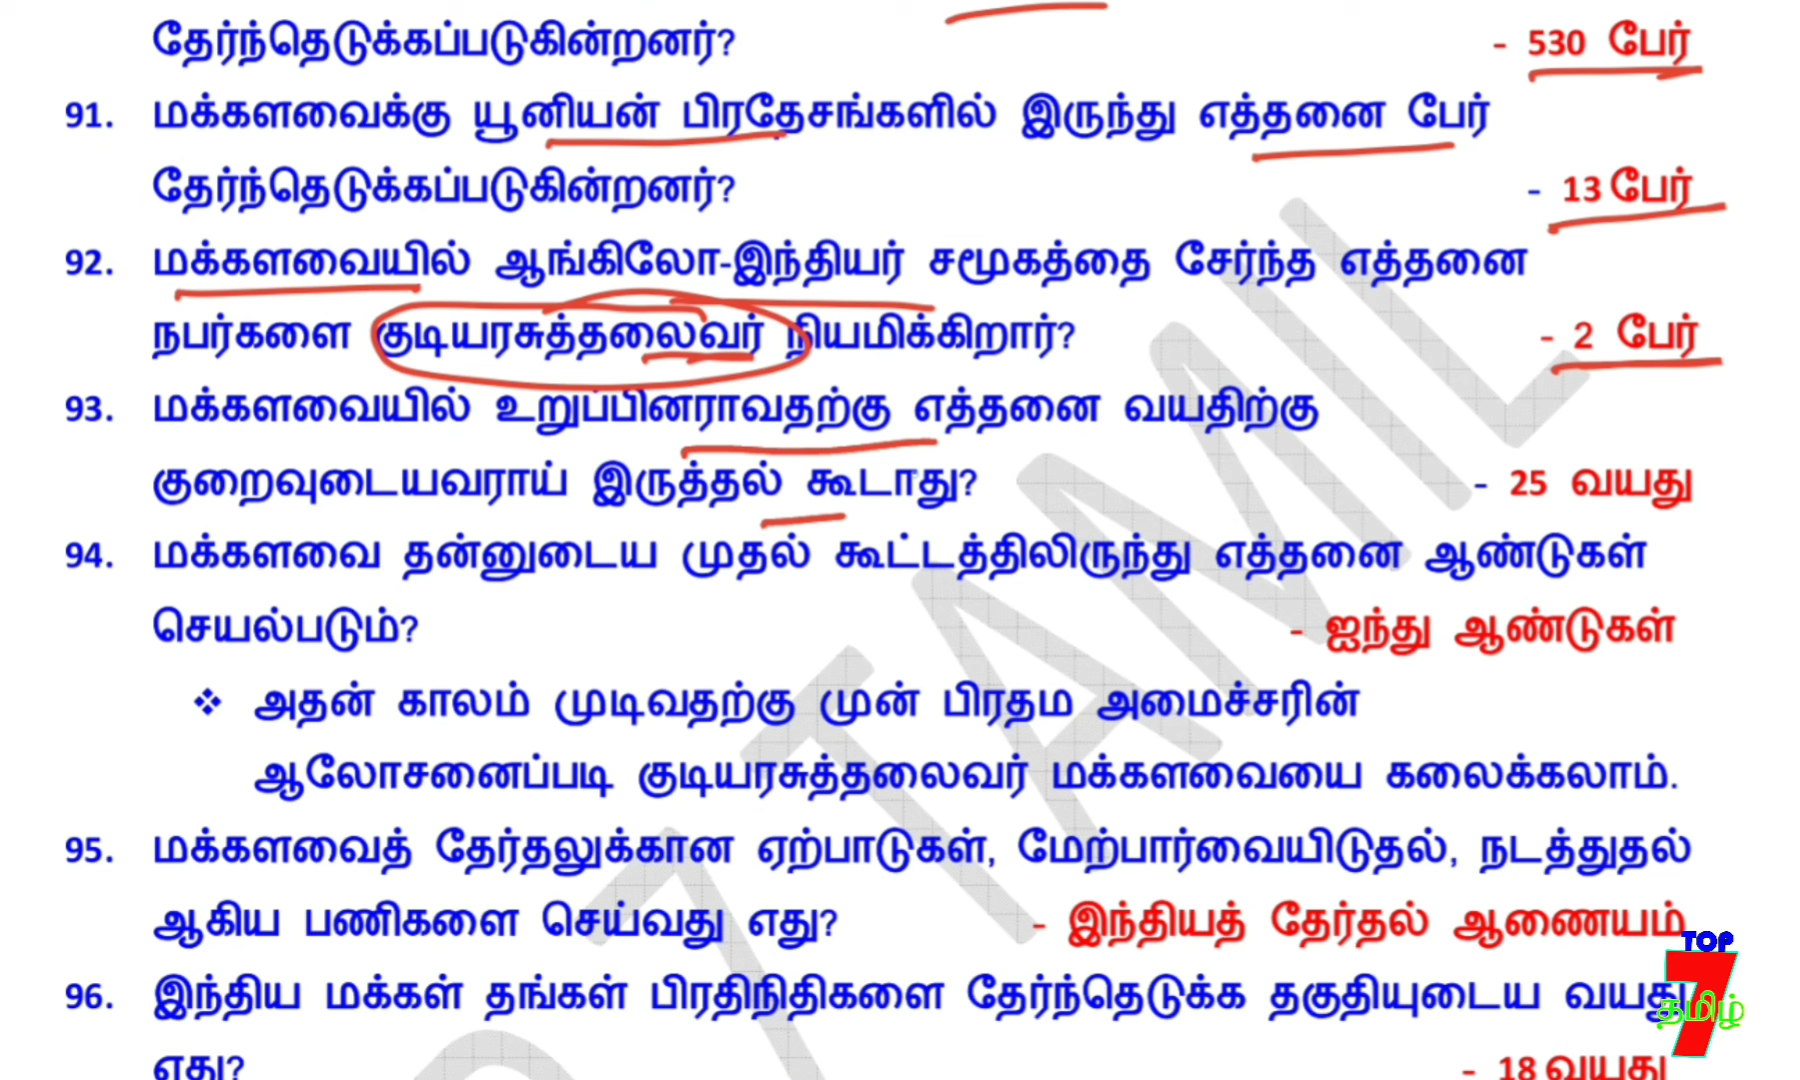 தேர்ந்தெடுக்கப்படுகின்றனர்? - 530 பேர்
91. மக்களவைக்கு யூனியன் பிரதேசங்களில் இருந்து எத்தனை பேர்
தேர்ந்தெடுக்கப்படுகின்றனர்? - 13 பேர்
92. மக்களவையில் ஆங்கிலோ-இந்தியர் சமூகத்தை சேர்ந்த எத்தனை
நபர்களை குடியரசுத்தலைவர் நியமிக்கிறார்? - 2 பேர்
93. மக்களவையில் உறுப்பினராவதற்கு எத்தனை வயதிற்கு
குறைவுடையவராய் இருத்தல் கூடாது? - 25 வயது
94. மக்களவை தன்னுடைய முதல் கூட்டத்திலிருந்து எத்தனை ஆண்டுகள்
செயல்படும்? - ஐந்து ஆண்டுகள்
❖ அதன் காலம் முடிவதற்கு முன் பிரதம அமைச்சரின்
ஆலோசனைப்படி குடியரசுத்தலைவர் மக்களவையை கலைக்கலாம்.
95. மக்களவைத் தேர்தலுக்கான ஏற்பாடுகள், மேற்பார்வையிடுதல், நடத்துதல்
ஆகிய பணிகளை செய்வது எது? - இந்தியத் தேர்தல் ஆணையம்
96. இந்திய மக்கள் தங்கள் பிரதிநிதிகளை தேர்ந்தெடுக்க தகுதியுடைய வயது
எது? - 18 வயது
7 TAMIL
TOP
7
தமிழ்